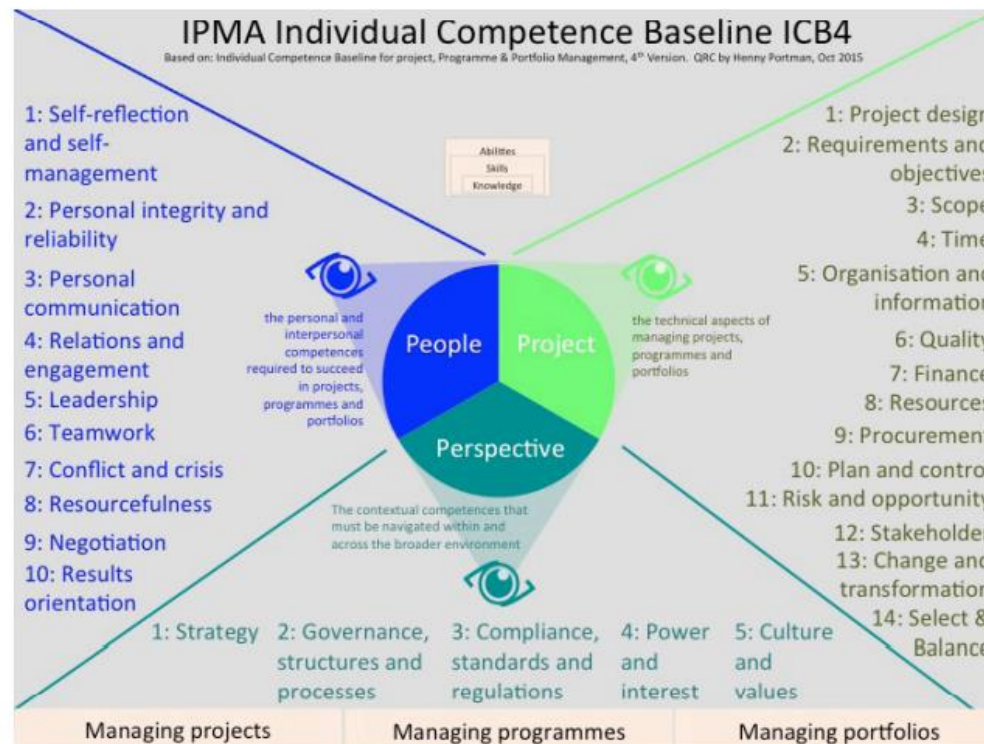 IPMA Individual Competence Baseline ICB4
Based on: Individual Competence Baseline for project, Programme & Portfolio Management, 4th Version. QRC by Henny Portman, Oct 2015
1: Self-reflection
and self-
management
2: Personal integrity and
reliability
3: Personal
communication
4: Relations and
engagement
5: Leadership
6: Teamwork
7: Conflict and crisis
8: Resourcefulness
9: Negotiation
10: Results
orientation
Abilities
Skills
Knowledge
the personal and
interpersonal
competences
required to succeed
in projects,
programmes and
portfolios
People
Project
Perspective
the technical aspects of
managing projects,
programmes and
portfolios
The contextual competences that
must be navigated within and
across the broader environment
1: Project design
2: Requirements and
objectives
3: Scope
4: Time
5: Organisation and
information
6: Quality
7: Finance
8: Resources
9: Procurement
10: Plan and control
11: Risk and opportunity
12: Stakeholder
13: Change and
transformation
14: Select &
Balance
1: Strategy
2: Governance,
structures and
processes
3: Compliance,
standards and
regulations
4: Power
and
interest
5: Culture
and
values
Managing projects
Managing programmes
Managing portfolios